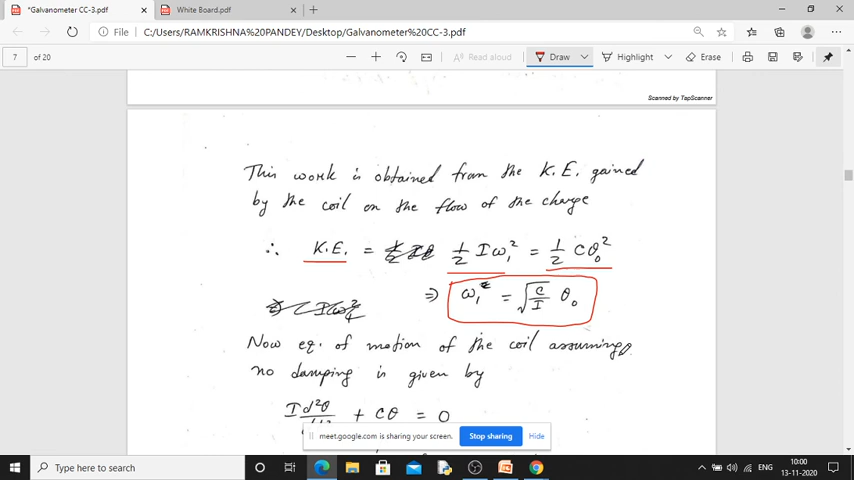 *Galvanometer CC-3.pdf
White Board.pdf
C:/Users/RAMKRISHNA%20PANDEY/Desktop/Galvanometer%20CC-3.pdf
7 of 20
Read aloud
Draw
Highlight
Erase
Scanned by TapScanner
This work is obtained from the K.E. gained
by the coil on the flow of the charge
∴ K.E. = ½ Iω₁² = ½ Cθ₀²
⇒ ω₁ = √(C/I) θ₀
Now eq. of motion of the coil assuming
no damping is given by
I d²θ + Cθ = 0
meet.google.com is sharing your screen.
Stop sharing
Hide
Type here to search
ENG
10:00
13-11-2020